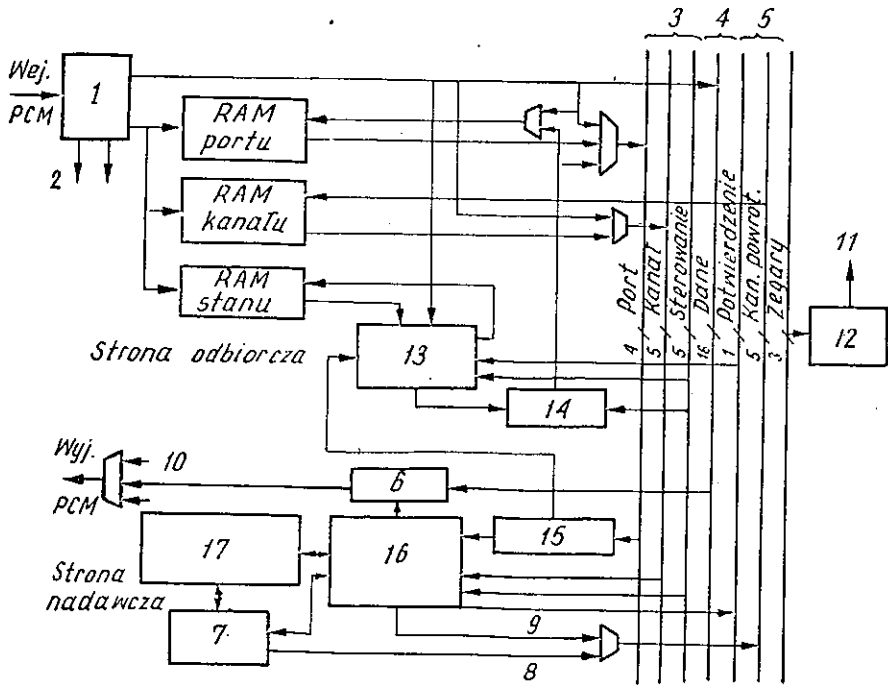 3 4 5
Wej.
PCM
1
2
RAM
portu
RAM
kanału
RAM
stanu
Strona odbiorcza
13
14
Port
Kanał
Sterowanie
Dane
Potwierdzenie
Kan. powrot.
Zegary
4 5 5 16 1 5 3
11
12
Wyj.
PCM
10
6
15
16
17
Strona
nadawcza
7
9
8